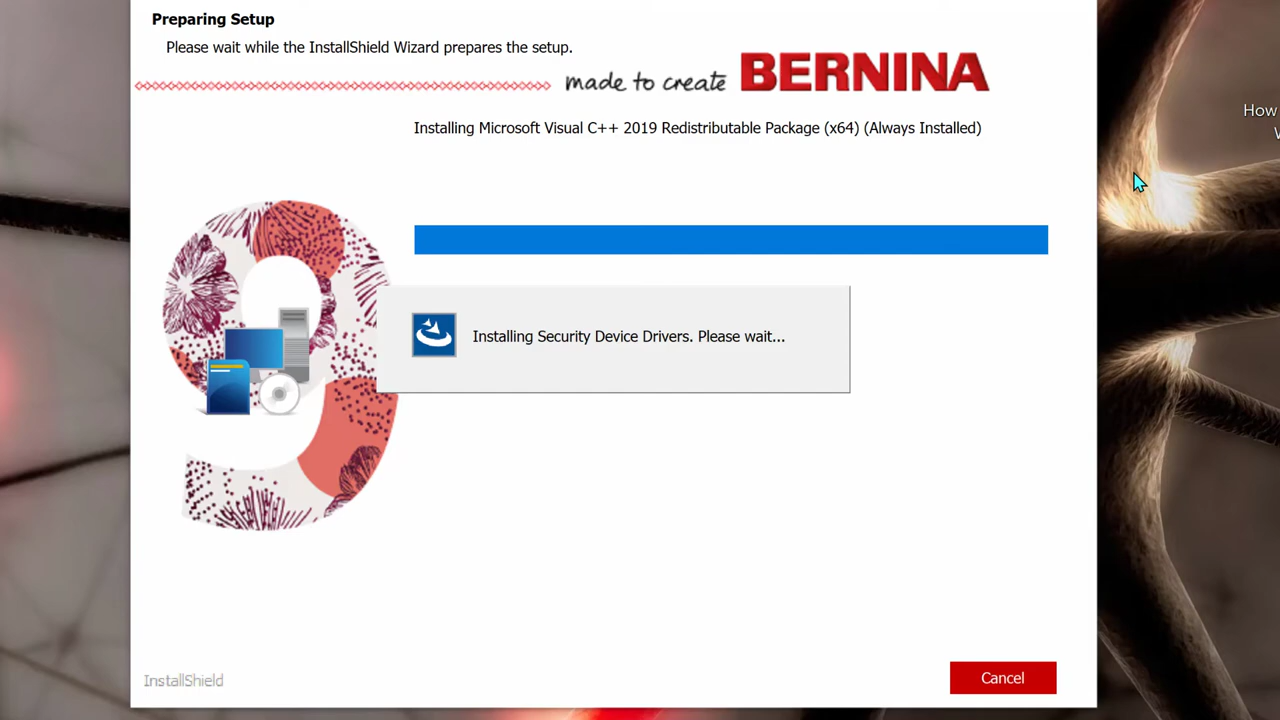 Preparing Setup
Please wait while the InstallShield Wizard prepares the setup.
made to create BERNINA
Installing Microsoft Visual C++ 2019 Redistributable Package (x64) (Always Installed)
How
W
9
Installing Security Device Drivers. Please wait...
InstallShield
Cancel